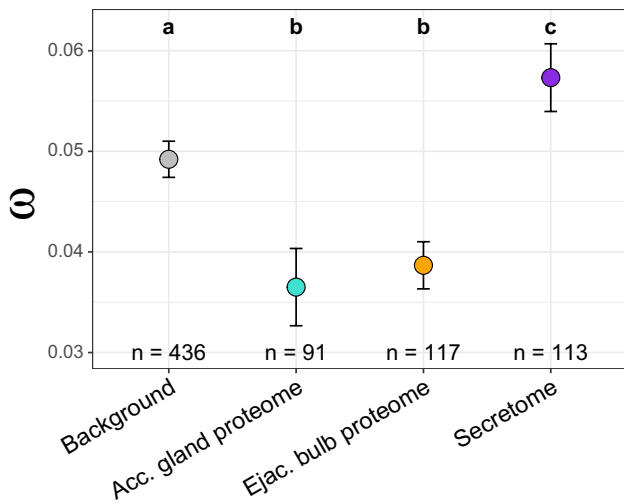 a b b c
0.06
0.05
0.04
0.03
ω
n = 436 n = 91 n = 117 n = 113
Background
Acc. gland proteome
Ejac. bulb proteome
Secretome